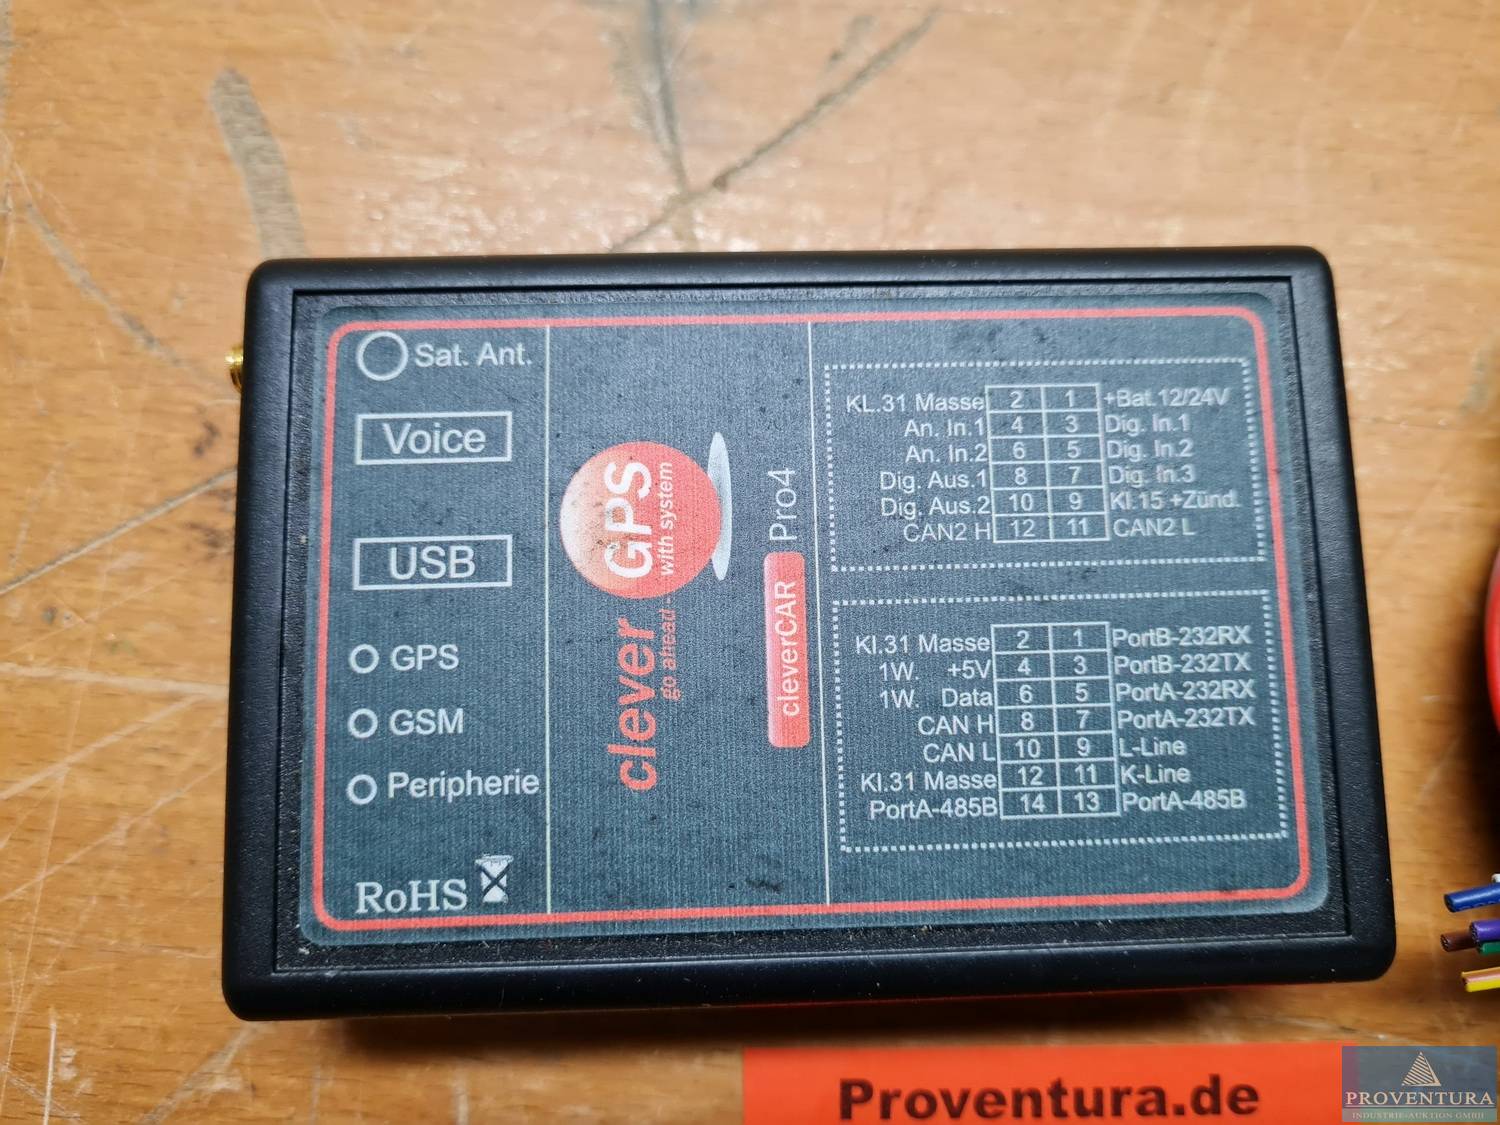 Sat. Ant.
Voice
USB
GPS
GSM
Peripherie
RoHS
clever GPS
go ahead - with system
cleverCAR Pro4
KL.31 Masse 2 1 +Bat.12/24V
An. In.1 4 3 Dig. In.1
An. In.2 6 5 Dig. In.2
Dig. Aus.1 8 7 Dig. In.3
Dig. Aus.2 10 9 Kl.15 +Zünd.
CAN2 H 12 11 CAN2 L
Kl.31 Masse 2 1 PortB-232RX
1W. +5V 4 3 PortB-232TX
1W. Data 6 5 PortA-232RX
CAN H 8 7 PortA-232TX
CAN L 10 9 L-Line
Kl.31 Masse 12 11 K-Line
PortA-485B 14 13 PortA-485B
Proventura.de
PROVENTURA
INDUSTRIE-AUKTION GMBH